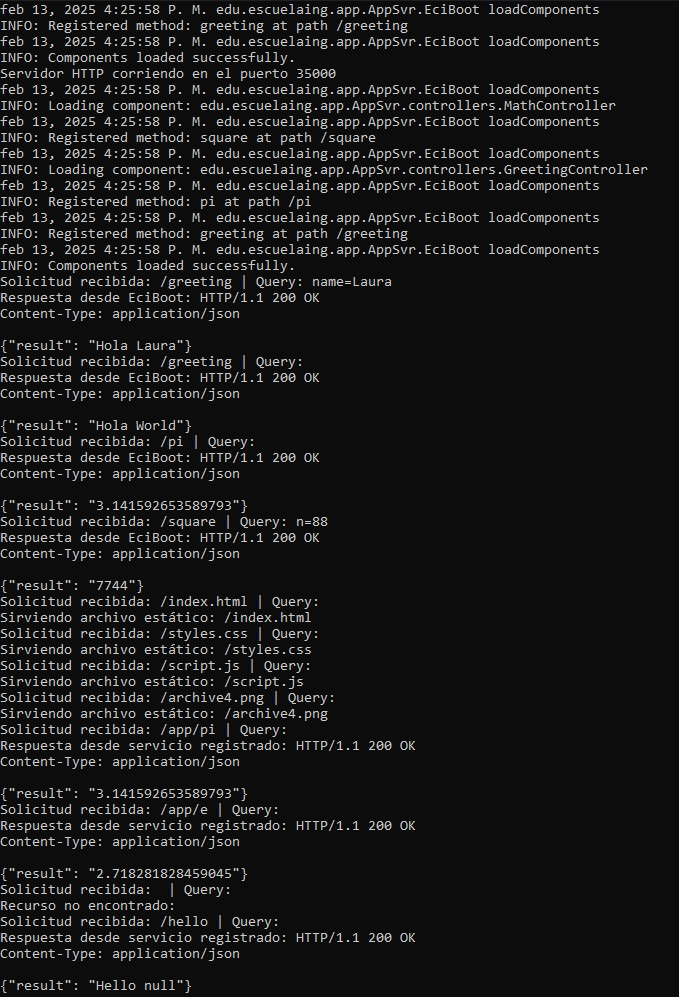 feb 13, 2025 4:25:58 P. M. edu.escuelaing.app.AppSvr.EciBoot loadComponents
INFO: Registered method: greeting at path /greeting
feb 13, 2025 4:25:58 P. M. edu.escuelaing.app.AppSvr.EciBoot loadComponents
INFO: Components loaded successfully.
Servidor HTTP corriendo en el puerto 35000
feb 13, 2025 4:25:58 P. M. edu.escuelaing.app.AppSvr.EciBoot loadComponents
INFO: Loading component: edu.escuelaing.app.AppSvr.controllers.MathController
feb 13, 2025 4:25:58 P. M. edu.escuelaing.app.AppSvr.EciBoot loadComponents
INFO: Registered method: square at path /square
feb 13, 2025 4:25:58 P. M. edu.escuelaing.app.AppSvr.EciBoot loadComponents
INFO: Loading component: edu.escuelaing.app.AppSvr.controllers.GreetingController
feb 13, 2025 4:25:58 P. M. edu.escuelaing.app.AppSvr.EciBoot loadComponents
INFO: Registered method: pi at path /pi
feb 13, 2025 4:25:58 P. M. edu.escuelaing.app.AppSvr.EciBoot loadComponents
INFO: Registered method: greeting at path /greeting
feb 13, 2025 4:25:58 P. M. edu.escuelaing.app.AppSvr.EciBoot loadComponents
INFO: Components loaded successfully.
Solicitud recibida: /greeting | Query: name=Laura
Respuesta desde EciBoot: HTTP/1.1 200 OK
Content-Type: application/json

{"result": "Hola Laura"}
Solicitud recibida: /greeting | Query:
Respuesta desde EciBoot: HTTP/1.1 200 OK
Content-Type: application/json

{"result": "Hola World"}
Solicitud recibida: /pi | Query:
Respuesta desde EciBoot: HTTP/1.1 200 OK
Content-Type: application/json

{"result": "3.141592653589793"}
Solicitud recibida: /square | Query: n=88
Respuesta desde EciBoot: HTTP/1.1 200 OK
Content-Type: application/json

{"result": "7744"}
Solicitud recibida: /index.html | Query:
Sirviendo archivo estático: /index.html
Solicitud recibida: /styles.css | Query:
Sirviendo archivo estático: /styles.css
Solicitud recibida: /script.js | Query:
Sirviendo archivo estático: /script.js
Solicitud recibida: /archive4.png | Query:
Sirviendo archivo estático: /archive4.png
Solicitud recibida: /app/pi | Query:
Respuesta desde servicio registrado: HTTP/1.1 200 OK
Content-Type: application/json

{"result": "3.141592653589793"}
Solicitud recibida: /app/e | Query:
Respuesta desde servicio registrado: HTTP/1.1 200 OK
Content-Type: application/json

{"result": "2.718281828459045"}
Solicitud recibida:  | Query:
Recurso no encontrado:
Solicitud recibida: /hello | Query:
Respuesta desde servicio registrado: HTTP/1.1 200 OK
Content-Type: application/json

{"result": "Hello null"}